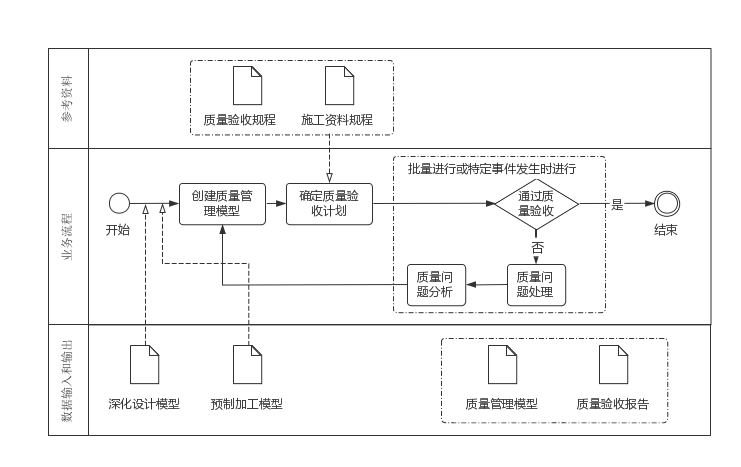 参考资料
质量验收规程
施工资料规程
业务流程
批量进行或特定事件发生时进行
开始
创建质量管
理模型
确定质量验
收计划
通过质
量验收
是
结束
否
质量问
题分析
质量问
题处理
数据输入和输出
深化设计模型
预制加工模型
质量管理模型
质量验收报告